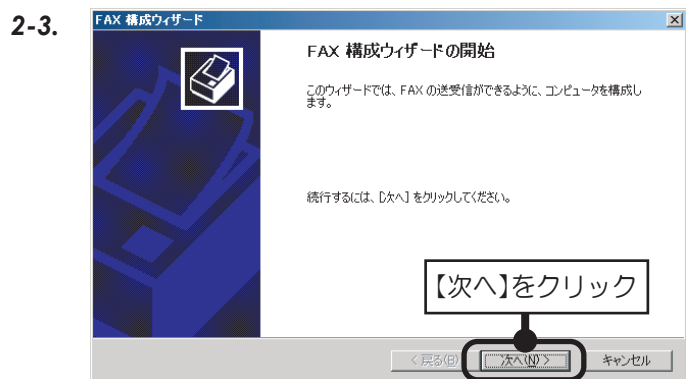 2-3.
FAX 構成ウィザード
FAX 構成ウィザードの開始
このウィザードでは、FAX の送受信ができるように、コンピュータを構成し
ます。
続行するには、[次へ] をクリックしてください。
【次へ】をクリック
< 戻る(B)
次へ(N) >
キャンセル